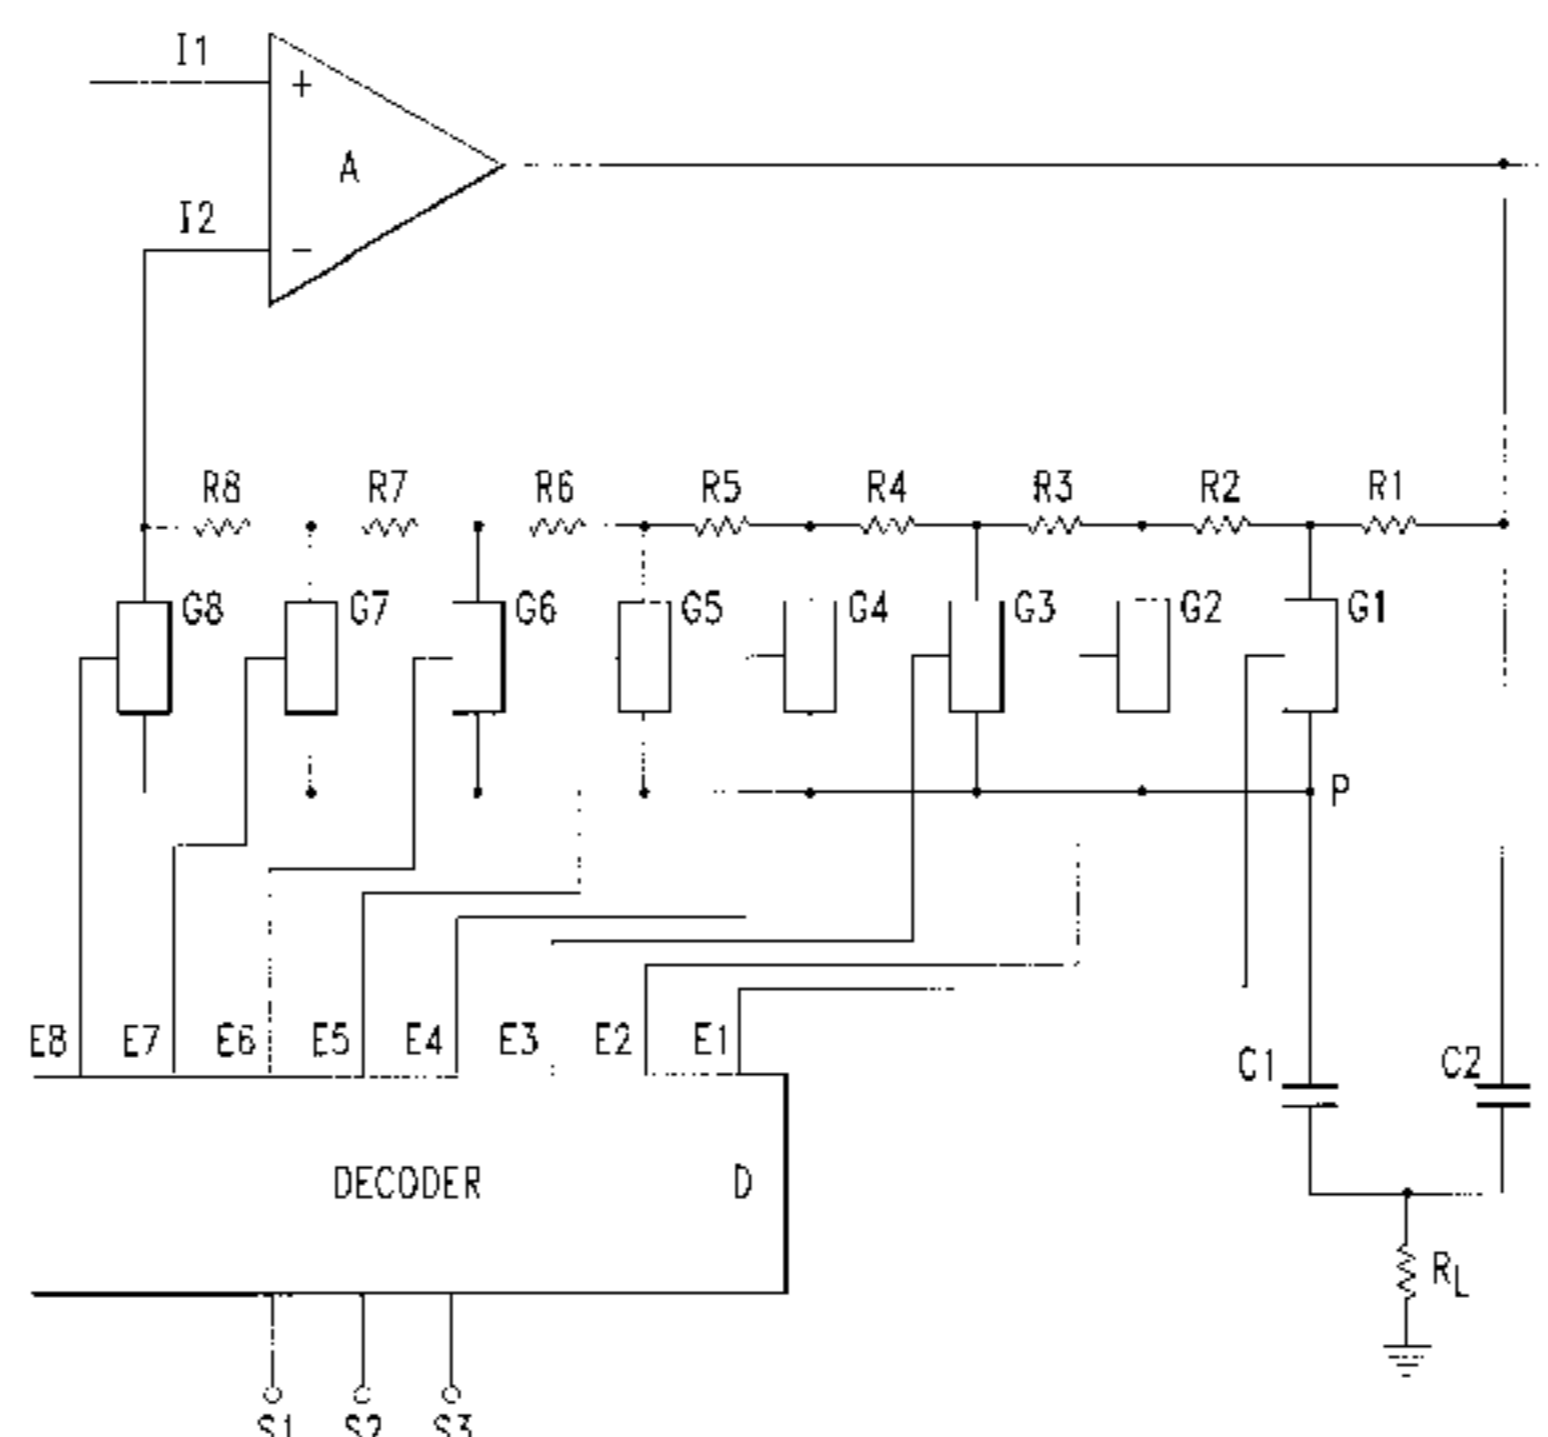 I1
+
A
I2
−
R8 R7 R6 R5 R4 R3 R2 R1
G8 G7 G6 G5 G4 G3 G2 G1
P
E8 E7 E6 E5 E4 E3 E2 E1
C1 C2
DECODER D
RL
S1 S2 S3